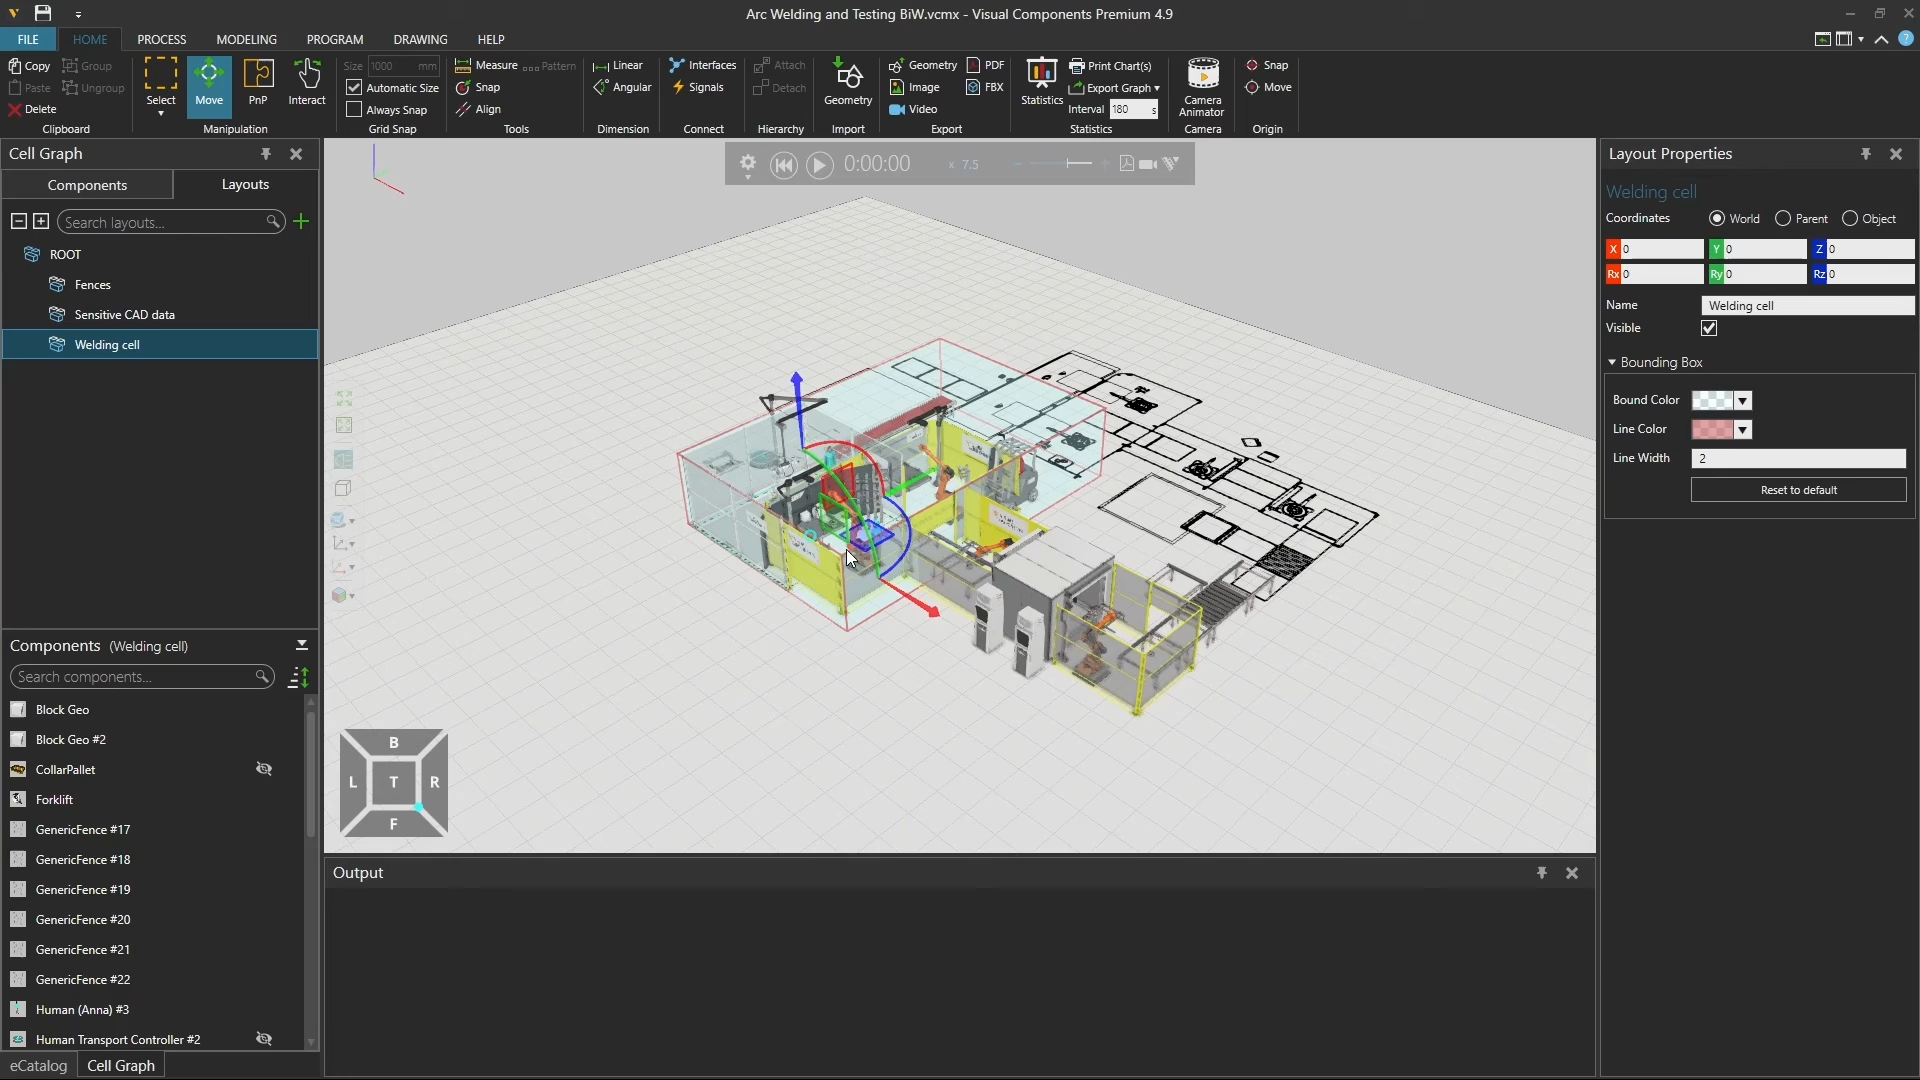 Arc Welding and Testing BiW.vcmx - Visual Components Premium 4.9
FILE HOME PROCESS MODELING PROGRAM DRAWING HELP
Copy Group
Paste Ungroup
Delete
Clipboard
Select Move PnP Interact
Manipulation
Size 1000 mm
Automatic Size
Always Snap
Grid Snap
Measure Pattern
Snap
Align
Tools
Linear
Angular
Dimension
Interfaces
Signals
Connect
Attach
Detach
Hierarchy
Geometry
Import
Geometry PDF
Image FBX
Video
Export
Statistics
Print Chart(s)
Export Graph
Interval 180 s
Statistics
Camera
Animator
Camera
Snap
Move
Origin
Cell Graph
Components Layouts
Search layouts...
ROOT
Fences
Sensitive CAD data
Welding cell
Components (Welding cell)
Search components...
Block Geo
Block Geo #2
CollarPallet
Forklift
GenericFence #17
GenericFence #18
GenericFence #19
GenericFence #20
GenericFence #21
GenericFence #22
Human (Anna) #3
Human Transport Controller #2
eCatalog Cell Graph
0:00:00 x 7.5
B
L T R
F
Output
Layout Properties
Welding cell
Coordinates World Parent Object
X 0 Y 0 Z 0
Rx 0 Ry 0 Rz 0
Name Welding cell
Visible
Bounding Box
Bound Color
Line Color
Line Width 2
Reset to default